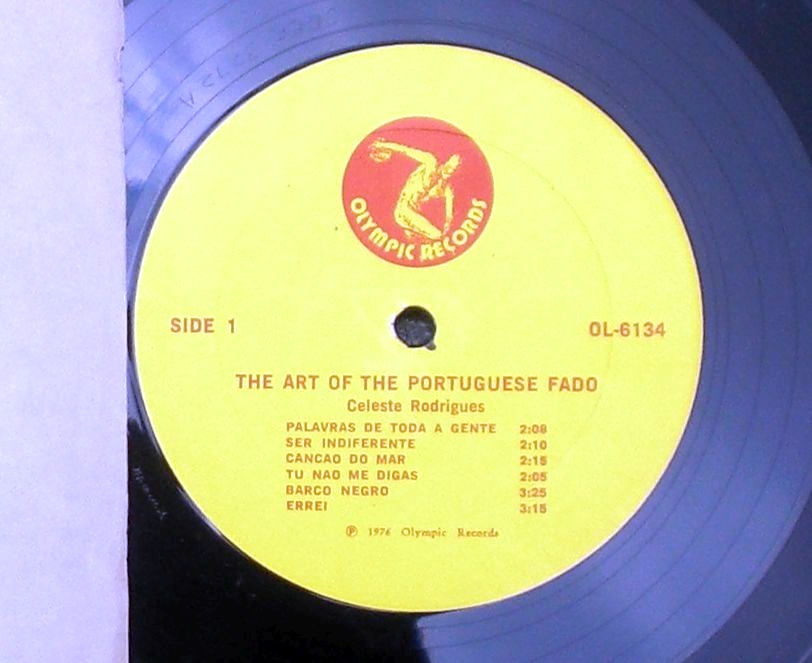 OLYMPIC RECORDS
SIDE 1
OL-6134
THE ART OF THE PORTUGUESE FADO
Celeste Rodrigues
PALAVRAS DE TODA A GENTE 2:08
SER INDIFERENTE 2:10
CANCAO DO MAR 2:15
TU NAO ME DIGAS 2:05
BARCO NEGRO 3:25
ERREI 3:15
℗ 1976 Olympic Records